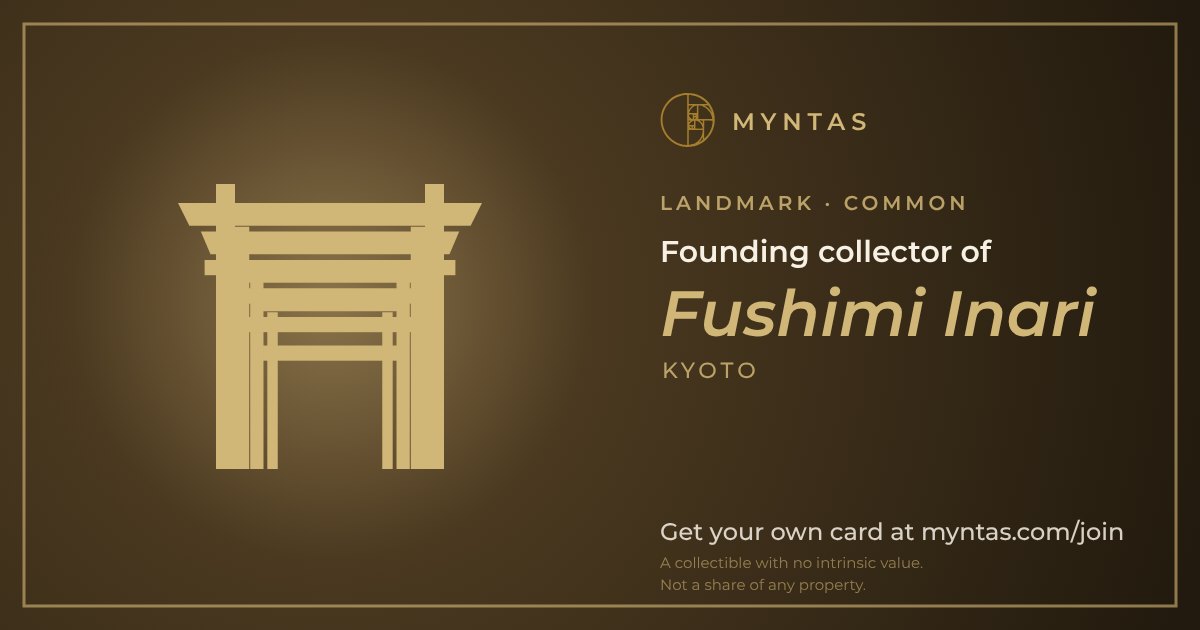 MYNTAS
LANDMARK · COMMON
Founding collector of
Fushimi Inari
KYOTO
Get your own card at myntas.com/join
A collectible with no intrinsic value.
Not a share of any property.